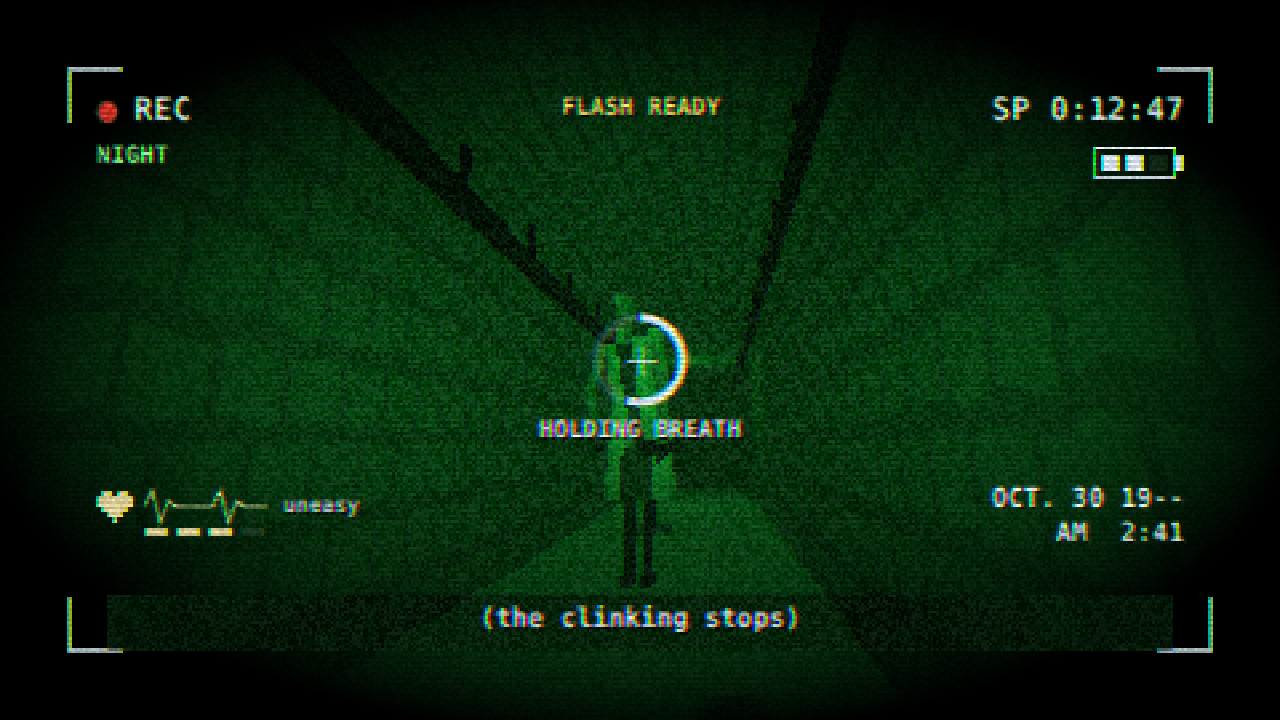 REC
FLASH READY
SP 0:12:47
NIGHT
HOLDING BREATH
uneasy
OCT. 30 19--
AM 2:41
(the clinking stops)